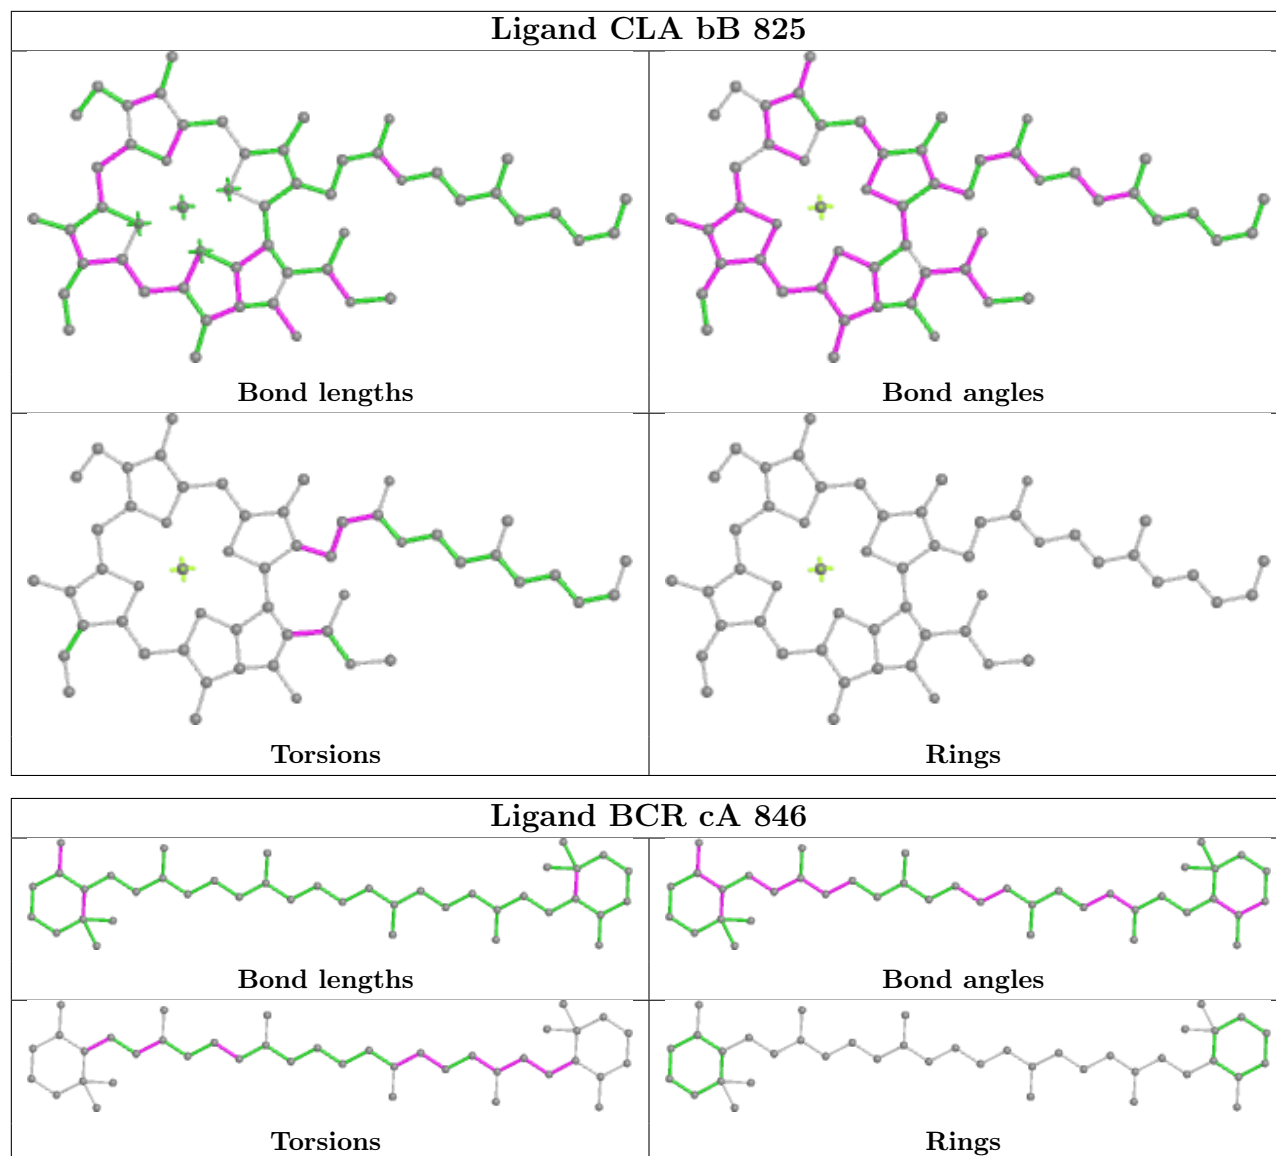 Ligand CLA bB 825
Bond lengths
Bond angles
Torsions
Rings
Ligand BCR cA 846
Bond lengths
Bond angles
Torsions
Rings